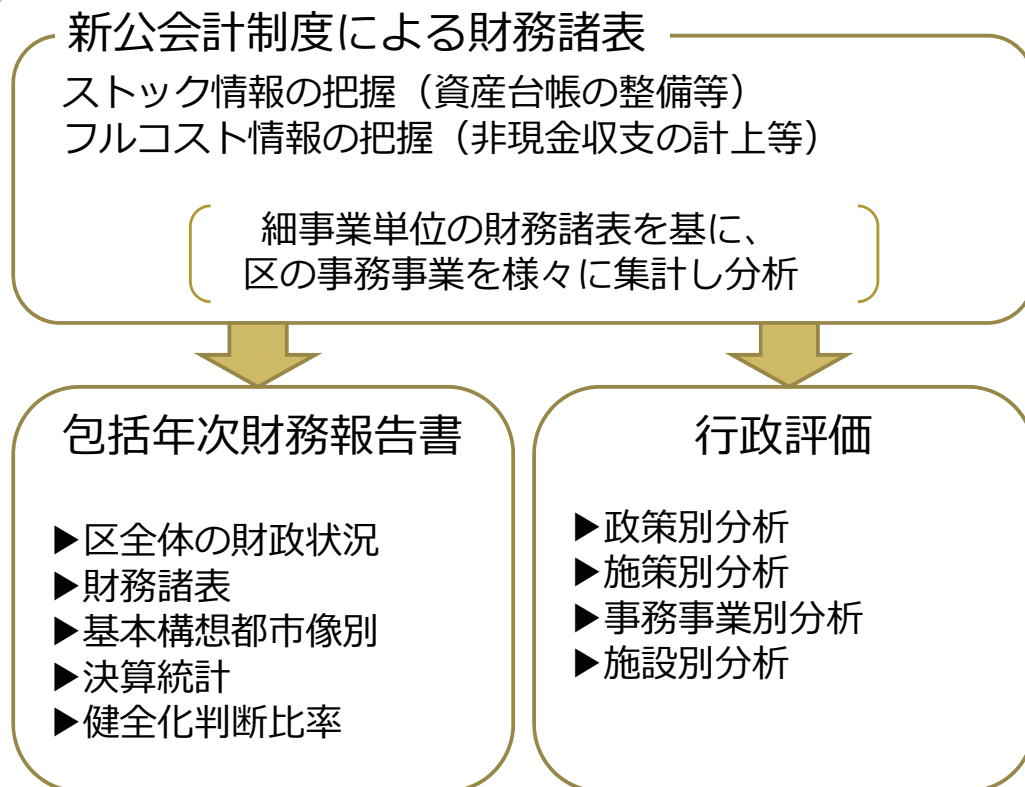 新公会計制度による財務諸表
ストック情報の把握（資産台帳の整備等）
フルコスト情報の把握（非現金収支の計上等）
細事業単位の財務諸表を基に、
区の事務事業を様々に集計し分析
包括年次財務報告書
▶区全体の財政状況
▶財務諸表
▶基本構想都市像別
▶決算統計
▶健全化判断比率
行政評価
▶政策別分析
▶施策別分析
▶事務事業別分析
▶施設別分析